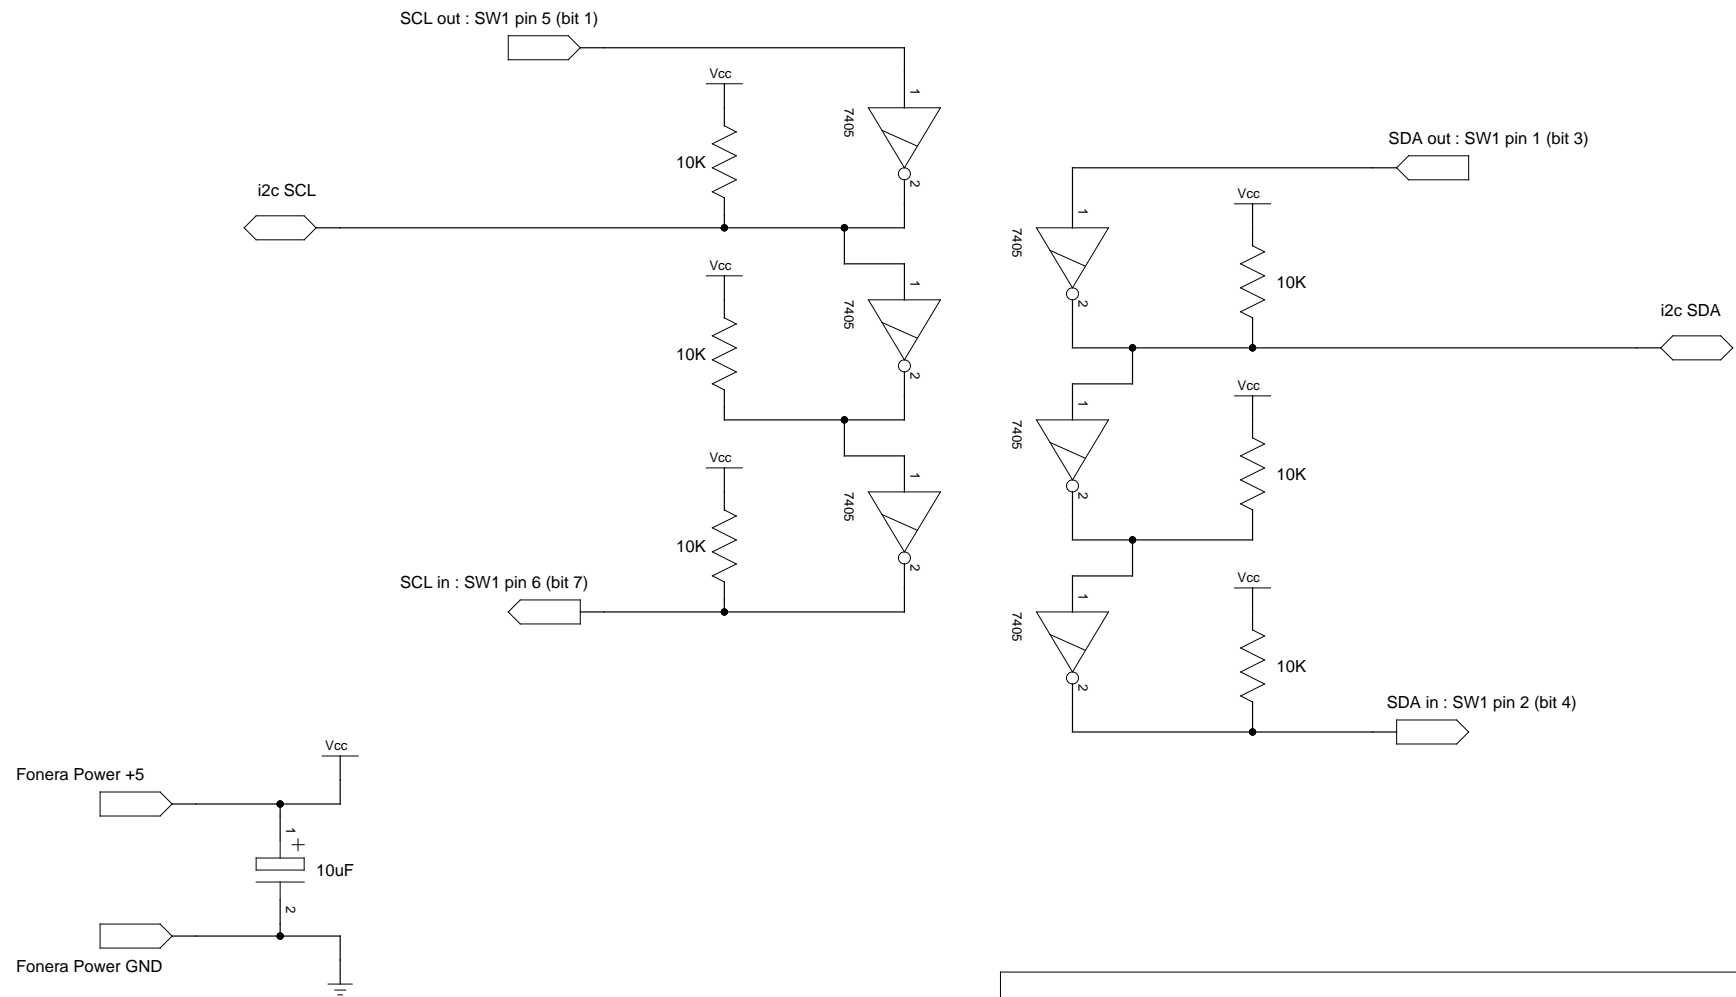 SCL out : SW1 pin 5 (bit 1)
Vcc
1
7405
10K
2
i2c SCL
Vcc
1
7405
10K
2
Vcc
1
7405
10K
2
SCL in : SW1 pin 6 (bit 7)
SDA out : SW1 pin 1 (bit 3)
Vcc
1
7405
10K
2
i2c SDA
Vcc
1
7405
10K
2
Vcc
1
7405
10K
2
SDA in : SW1 pin 2 (bit 4)
Vcc
Fonera Power +5
1
+
10uF
2
Fonera Power GND